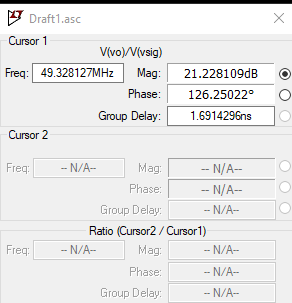 Draft1.asc
Cursor 1
V(vo)/V(vsig)
Freq: 49.328127MHz Mag: 21.228109dB
Phase: 126.25022°
Group Delay: 1.6914296ns
Cursor 2
Freq: -- N/A-- Mag: -- N/A--
Phase: -- N/A--
Group Delay: -- N/A--
Ratio (Cursor2 / Cursor1)
Freq: -- N/A-- Mag: -- N/A--
Phase: -- N/A--
Group Delay: -- N/A--